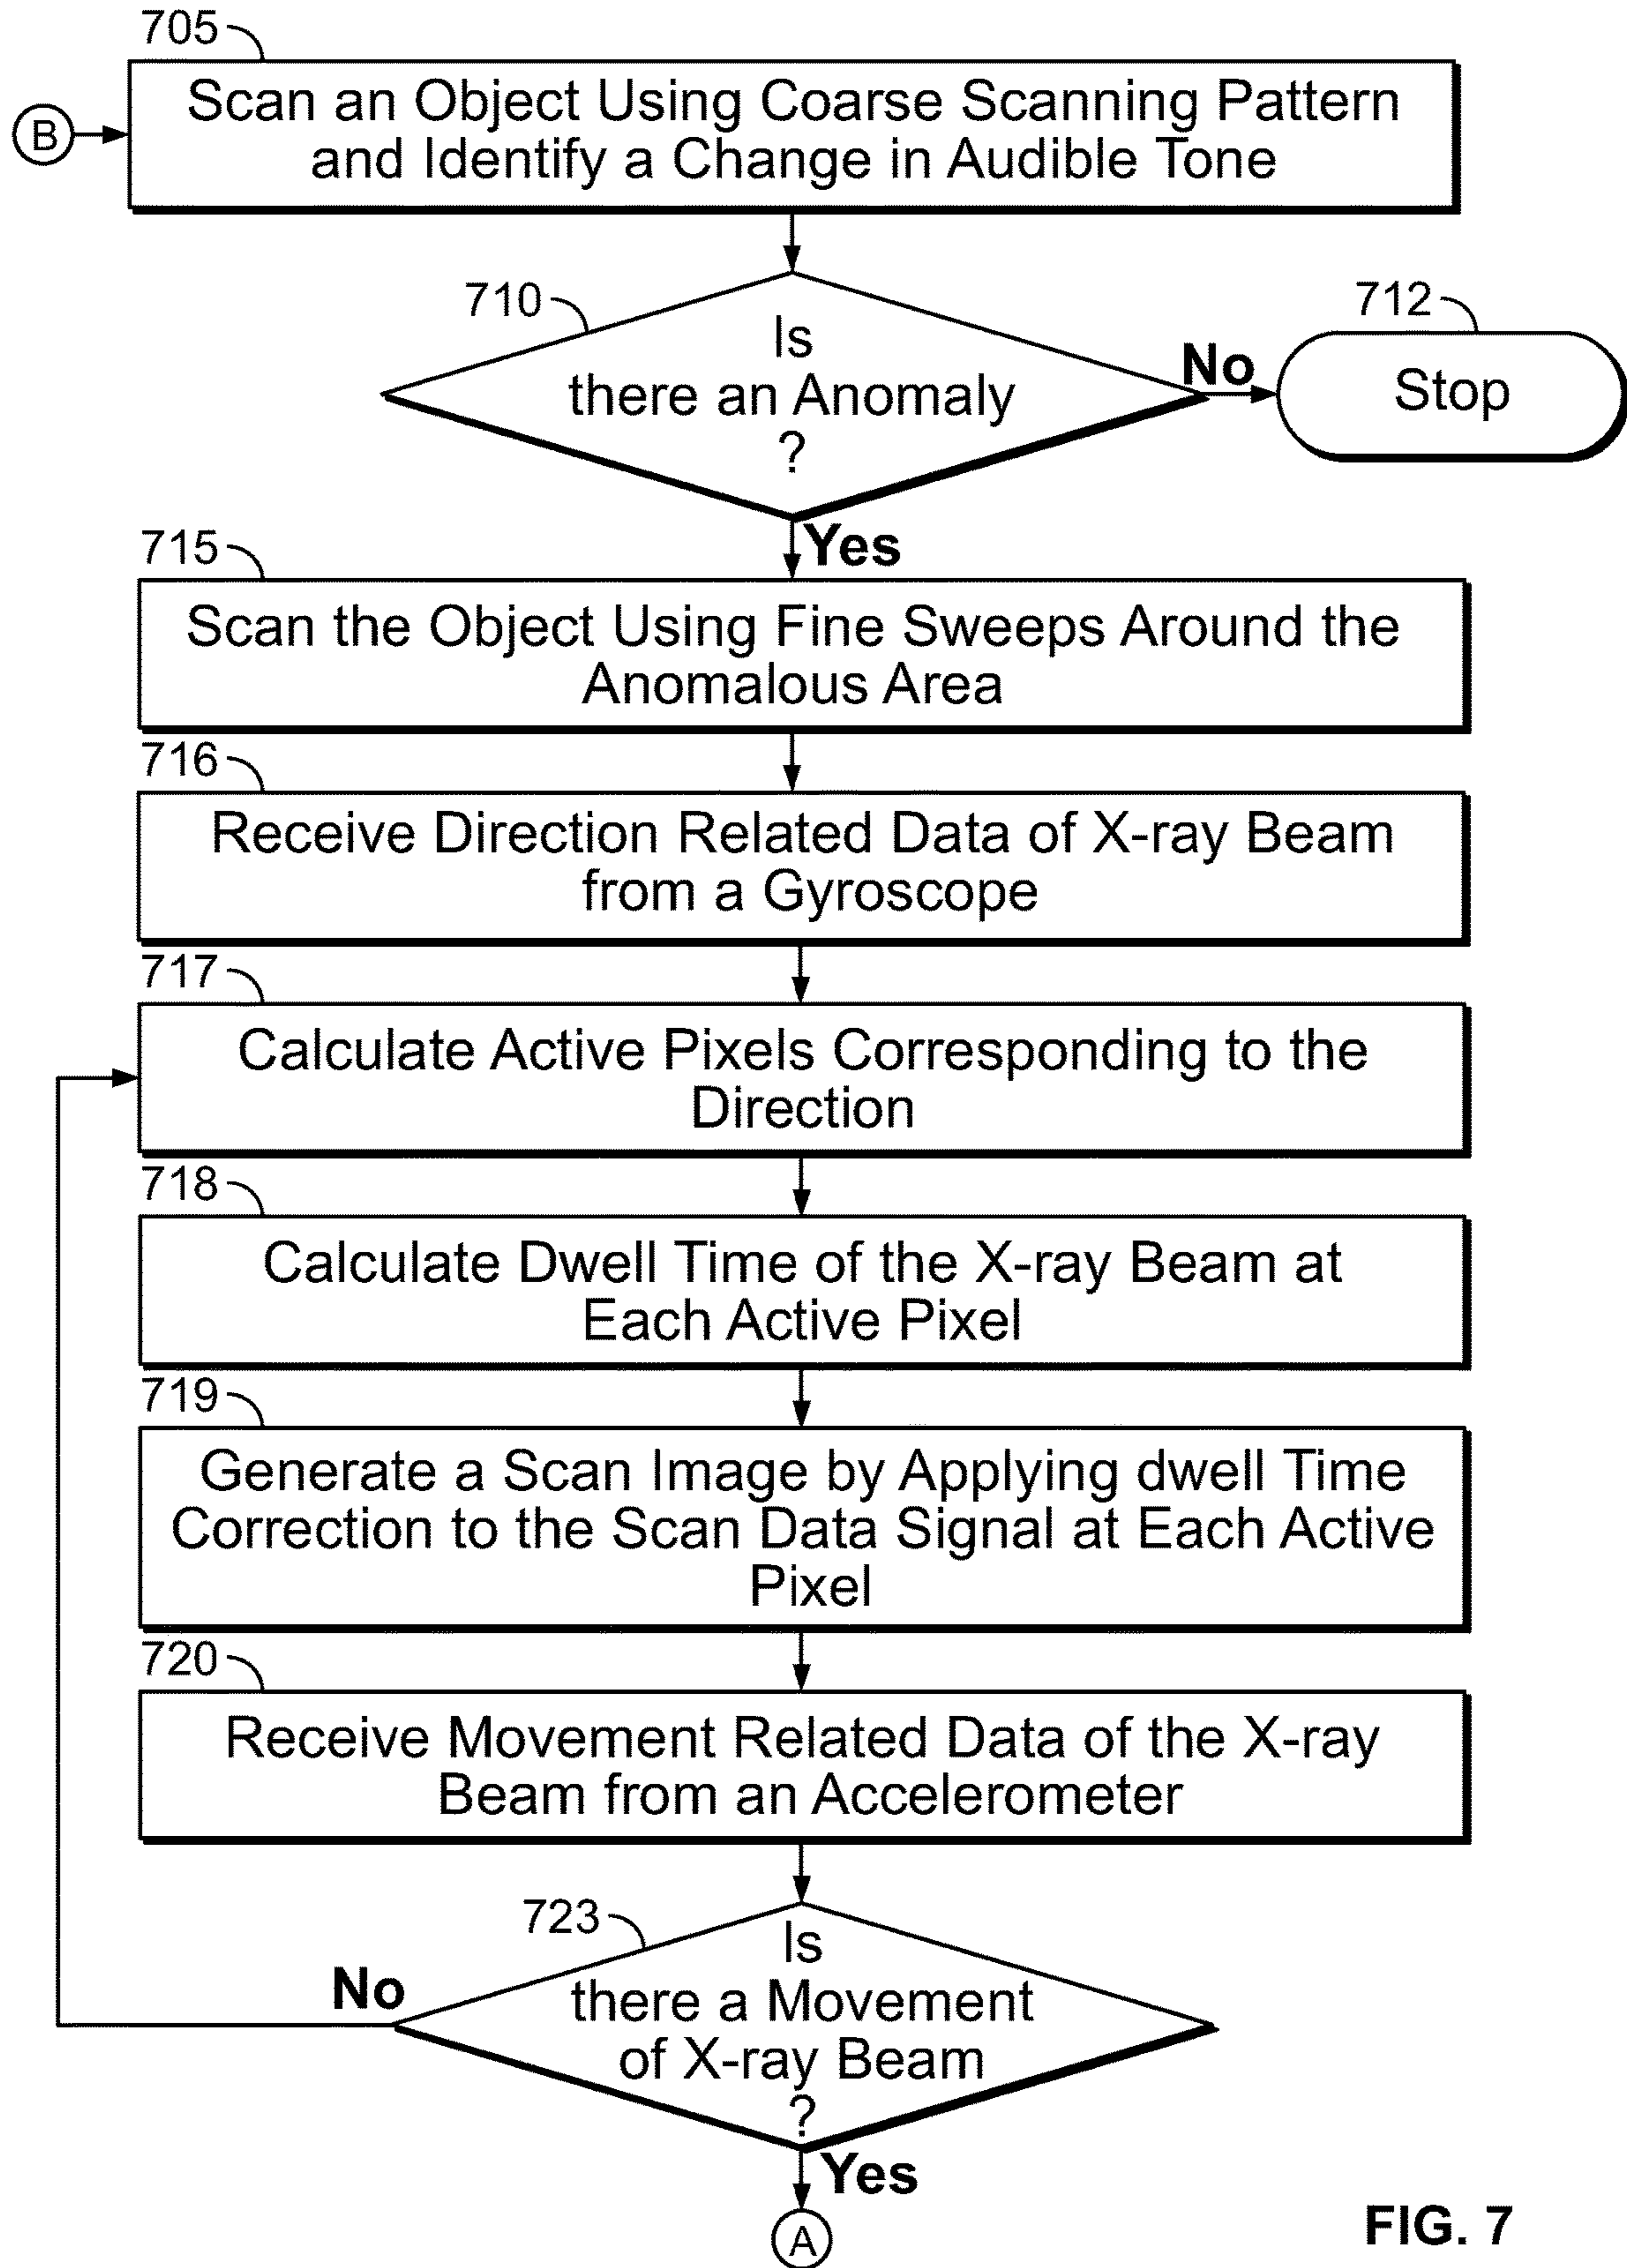 705
B
Scan an Object Using Coarse Scanning Pattern
and Identify a Change in Audible Tone
710
Is
there an Anomaly
?
No
712
Stop
Yes
715
Scan the Object Using Fine Sweeps Around the
Anomalous Area
716
Receive Direction Related Data of X-ray Beam
from a Gyroscope
717
Calculate Active Pixels Corresponding to the
Direction
718
Calculate Dwell Time of the X-ray Beam at
Each Active Pixel
719
Generate a Scan Image by Applying dwell Time
Correction to the Scan Data Signal at Each Active
Pixel
720
Receive Movement Related Data of the X-ray
Beam from an Accelerometer
723
Is
there a Movement
of X-ray Beam
?
No
Yes
A
FIG. 7